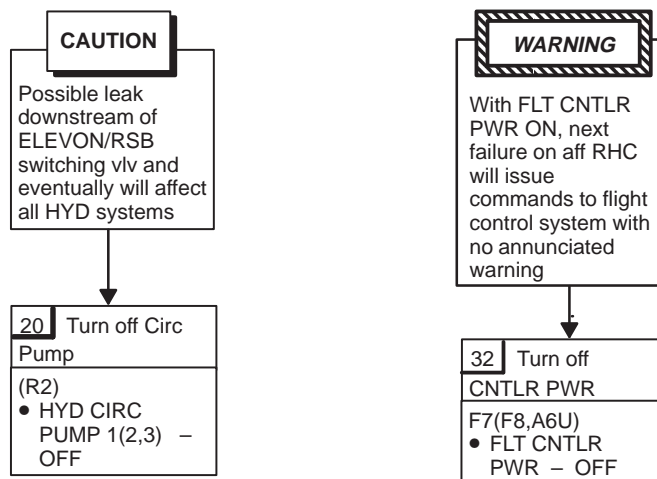 CAUTION
Possible leak
downstream of
ELEVON/RSB
switching vlv and
eventually will affect
all HYD systems
20 Turn off Circ
Pump
(R2)
● HYD CIRC
PUMP 1(2,3) –
OFF
WARNING
With FLT CNTLR
PWR ON, next
failure on aff RHC
will issue
commands to flight
control system with
no annunciated
warning
32 Turn off
CNTLR PWR
F7(F8,A6U)
● FLT CNTLR
PWR – OFF